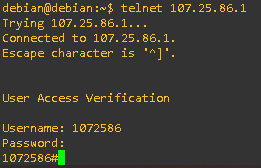 debian@debian:~$ telnet 107.25.86.1
Trying 107.25.86.1...
Connected to 107.25.86.1.
Escape character is '^]'.
User Access Verification
Username: 1072586
Password:
1072586#